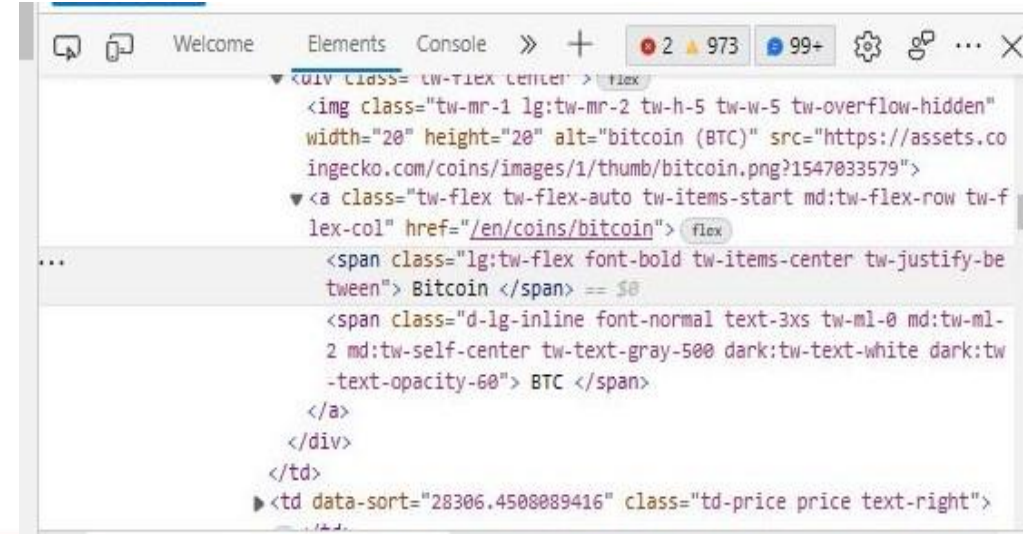 Welcome Elements Console » + 2 973 99+ ... X
<div class="tw-flex center"> flex
<img class="tw-mr-1 lg:tw-mr-2 tw-h-5 tw-w-5 tw-overflow-hidden"
width="20" height="20" alt="bitcoin (BTC)" src="https://assets.co
ingecko.com/coins/images/1/thumb/bitcoin.png?1547033579">
<a class="tw-flex tw-flex-auto tw-items-start md:tw-flex-row tw-f
lex-col" href="/en/coins/bitcoin"> flex
... <span class="lg:tw-flex font-bold tw-items-center tw-justify-be
tween"> Bitcoin </span> == $0
<span class="d-lg-inline font-normal text-3xs tw-ml-0 md:tw-ml-
2 md:tw-self-center tw-text-gray-500 dark:tw-text-white dark:tw
-text-opacity-60"> BTC </span>
</a>
</div>
</td>
<td data-sort="28306.4508089416" class="td-price price text-right">